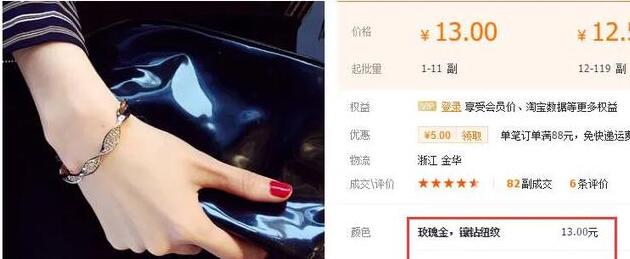 价格 ¥ 13.00 ¥ 12.5
起批量 1-11 副 12-119 副
权益 VIP 登录 享受会员价、淘宝数据等更多权益
优惠 ¥5.00 领取 单笔订单满88元，免快递运费
物流 浙江 金华
成交\评价 82副成交 6条评价
颜色 玫瑰金，镶钻纽纹 13.00元